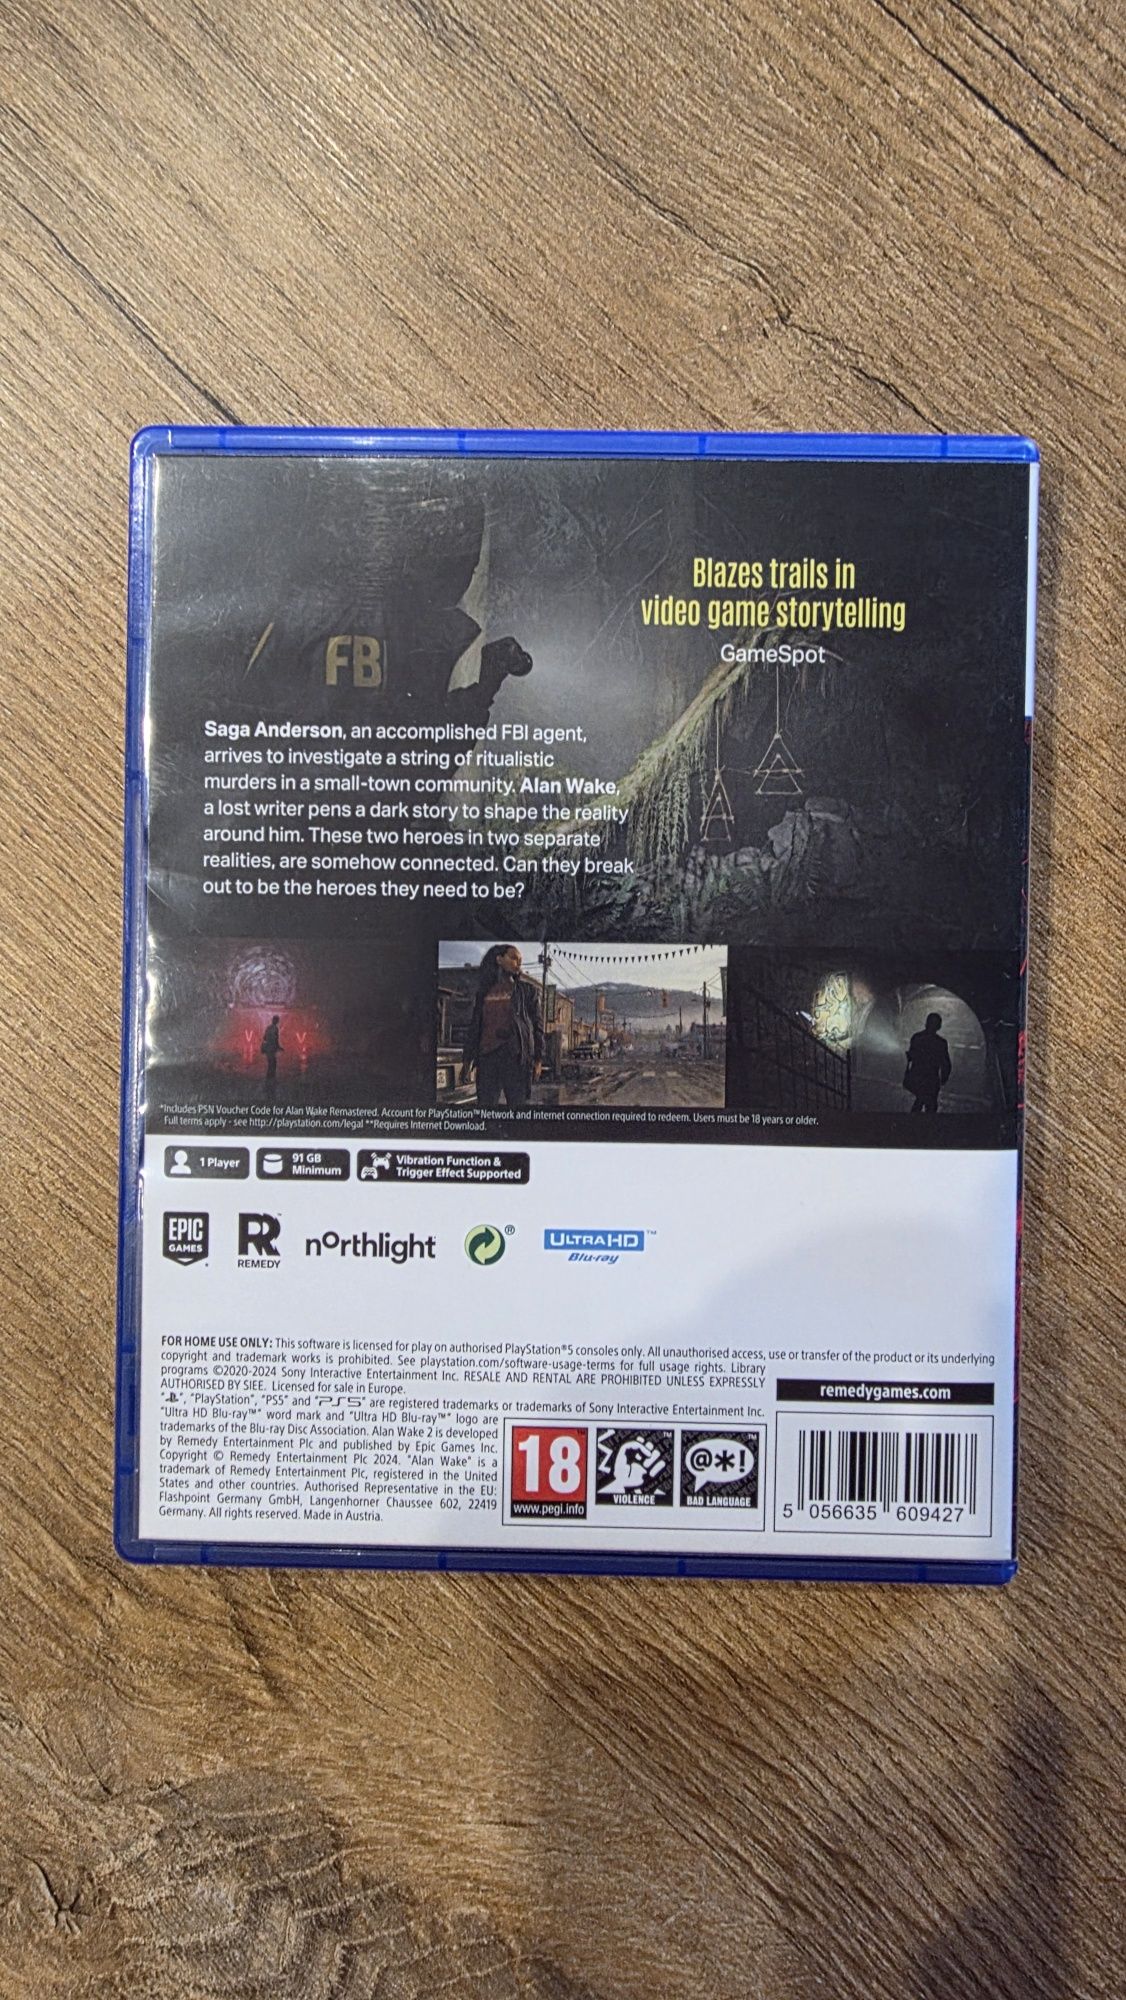 Blazes trails in
video game storytelling
GameSpot
FB
Saga Anderson, an accomplished FBI agent,
arrives to investigate a string of ritualistic
murders in a small-town community. Alan Wake,
a lost writer pens a dark story to shape the reality
around him. These two heroes in two separate
realities, are somehow connected. Can they break
out to be the heroes they need to be?
*Includes PSN Voucher Code for Alan Wake Remastered. Account for PlayStation™Network and internet connection required to redeem. Users must be 18 years or older.
Full terms apply - see http://playstation.com/legal **Requires Internet Download.
1 Player
91 GB
Minimum
Vibration Function &
Trigger Effect Supported
EPIC
GAMES
REMEDY
northlight
®
ULTRA HD™
Blu-ray
FOR HOME USE ONLY: This software is licensed for play on authorised PlayStation®5 consoles only. All unauthorised access, use or transfer of the product or its underlying
copyright and trademark works is prohibited. See playstation.com/software-usage-terms for full usage rights. Library
programs ©2020-2024 Sony Interactive Entertainment Inc. RESALE AND RENTAL ARE PROHIBITED UNLESS EXPRESSLY
AUTHORISED BY SIEE. Licensed for sale in Europe.
" ", "PlayStation", "PS5" and "PS5" are registered trademarks or trademarks of Sony Interactive Entertainment Inc.
"Ultra HD Blu-ray™" word mark and "Ultra HD Blu-ray™" logo are
trademarks of the Blu-ray Disc Association. Alan Wake 2 is developed
by Remedy Entertainment Plc and published by Epic Games Inc.
Copyright © Remedy Entertainment Plc 2024. "Alan Wake" is a
trademark of Remedy Entertainment Plc, registered in the United
States and other countries. Authorised Representative in the EU:
Flashpoint Germany GmbH, Langenhorner Chaussee 602, 22419
Germany. All rights reserved. Made in Austria.
remedygames.com
18
www.pegi.info
VIOLENCE
@*!
BAD LANGUAGE
5 056635 609427